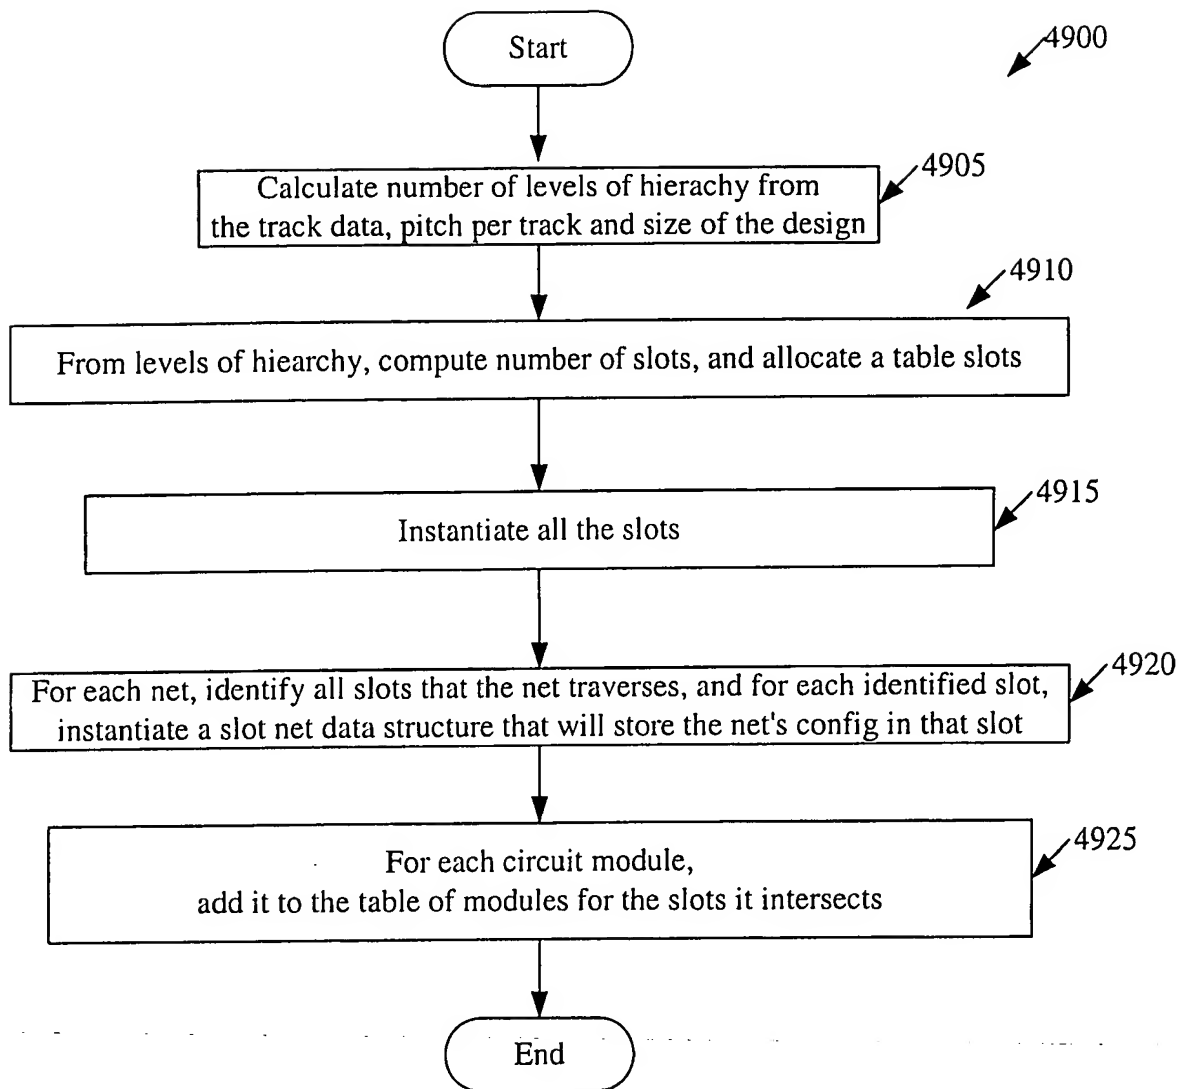 Start
4900
4905
Calculate number of levels of hierachy from
the track data, pitch per track and size of the design
4910
From levels of hiearchy, compute number of slots, and allocate a table slots
4915
Instantiate all the slots
4920
For each net, identify all slots that the net traverses, and for each identified slot,
instantiate a slot net data structure that will store the net's config in that slot
4925
For each circuit module,
add it to the table of modules for the slots it intersects
End